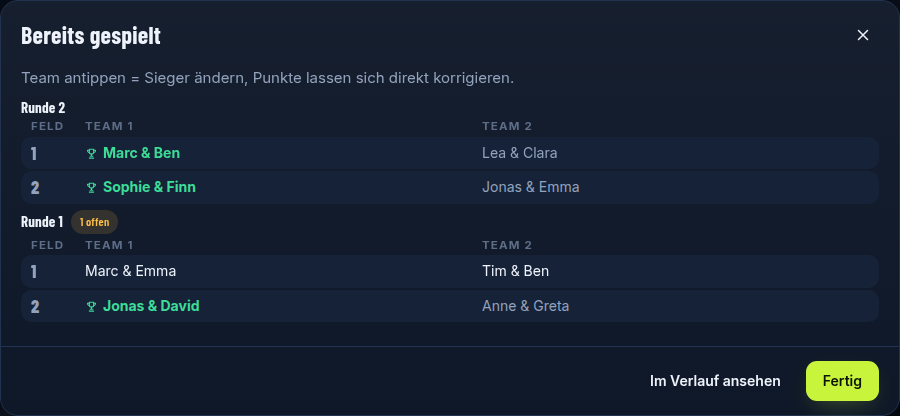 Bereits gespielt
Team antippen = Sieger ändern, Punkte lassen sich direkt korrigieren.
Runde 2
FELD TEAM 1 TEAM 2
1 Marc & Ben Lea & Clara
2 Sophie & Finn Jonas & Emma
Runde 1 1 offen
FELD TEAM 1 TEAM 2
1 Marc & Emma Tim & Ben
2 Jonas & David Anne & Greta
Im Verlauf ansehen Fertig